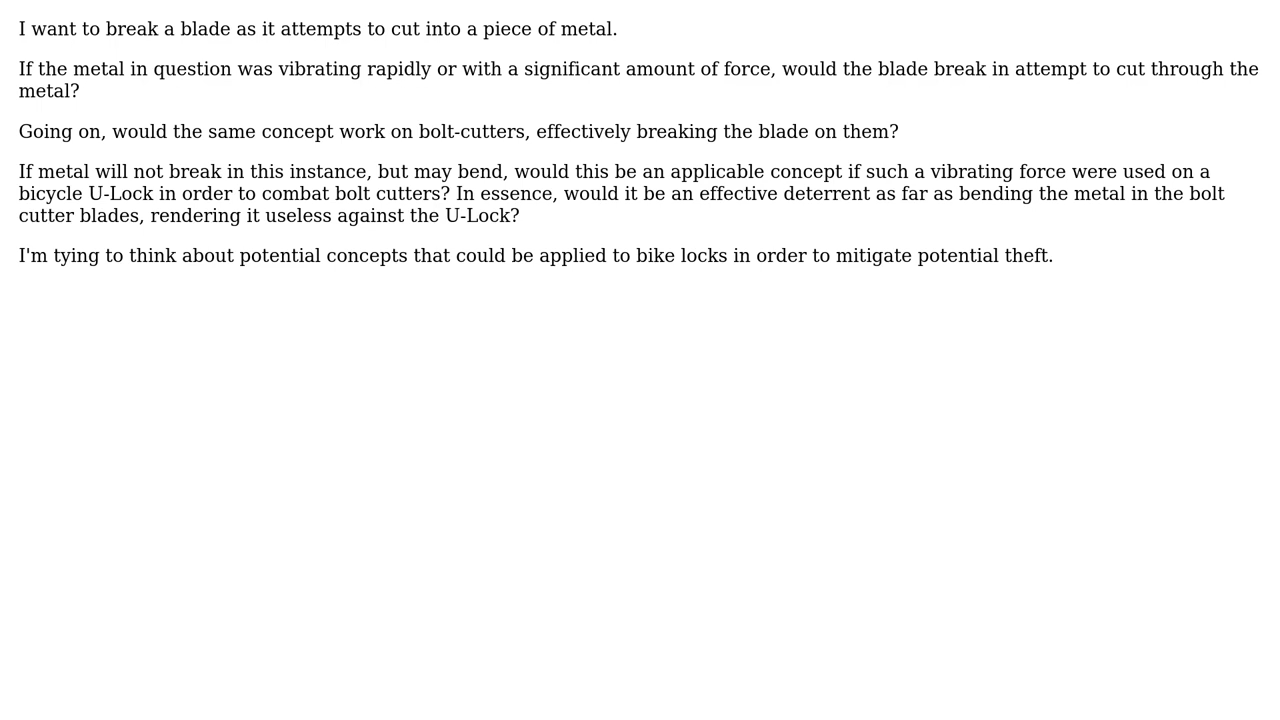 I want to break a blade as it attempts to cut into a piece of metal.
If the metal in question was vibrating rapidly or with a significant amount of force, would the blade break in attempt to cut through the
metal?
Going on, would the same concept work on bolt-cutters, effectively breaking the blade on them?
If metal will not break in this instance, but may bend, would this be an applicable concept if such a vibrating force were used on a
bicycle U-Lock in order to combat bolt cutters? In essence, would it be an effective deterrent as far as bending the metal in the bolt
cutter blades, rendering it useless against the U-Lock?
I'm tying to think about potential concepts that could be applied to bike locks in order to mitigate potential theft.